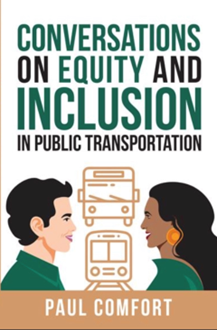 CONVERSATIONS
ON EQUITY AND
INCLUSION
IN PUBLIC TRANSPORTATION
PAUL COMFORT